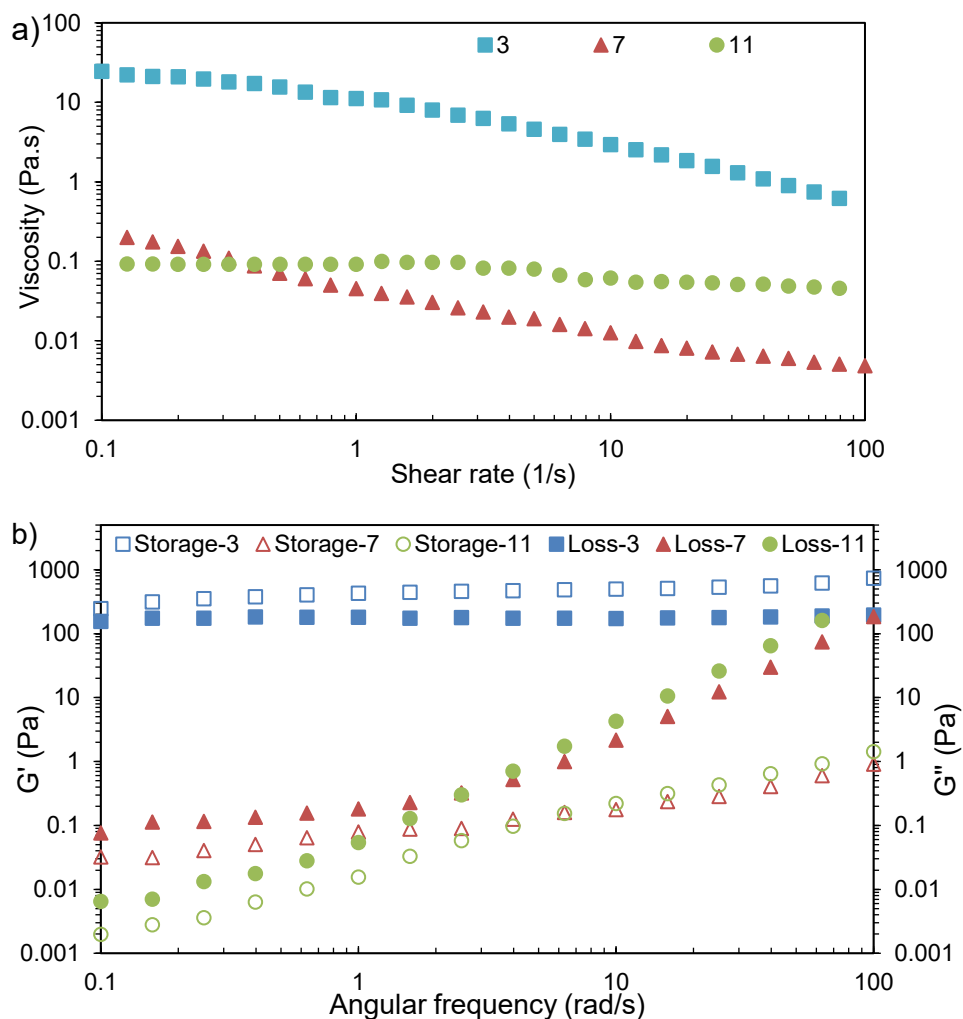 a)
100
10
1
0.1
0.01
0.001
Viscosity (Pa.s)
3 7 11
0.1 1 10 100
Shear rate (1/s)
b)
Storage-3 Storage-7 Storage-11 Loss-3 Loss-7 Loss-11
1000 1000
100 100
10 10
1 1
0.1 0.1
0.01 0.01
0.001 0.001
G' (Pa)
G" (Pa)
0.1 1 10 100
Angular frequency (rad/s)